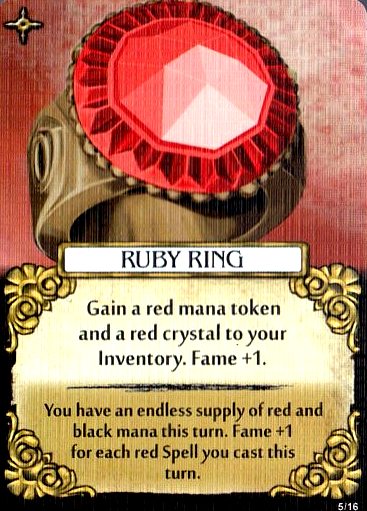 RUBY RING
Gain a red mana token
and a red crystal to your
Inventory. Fame +1.
You have an endless supply of red and
black mana this turn. Fame +1
for each red Spell you cast this
turn.
5/16